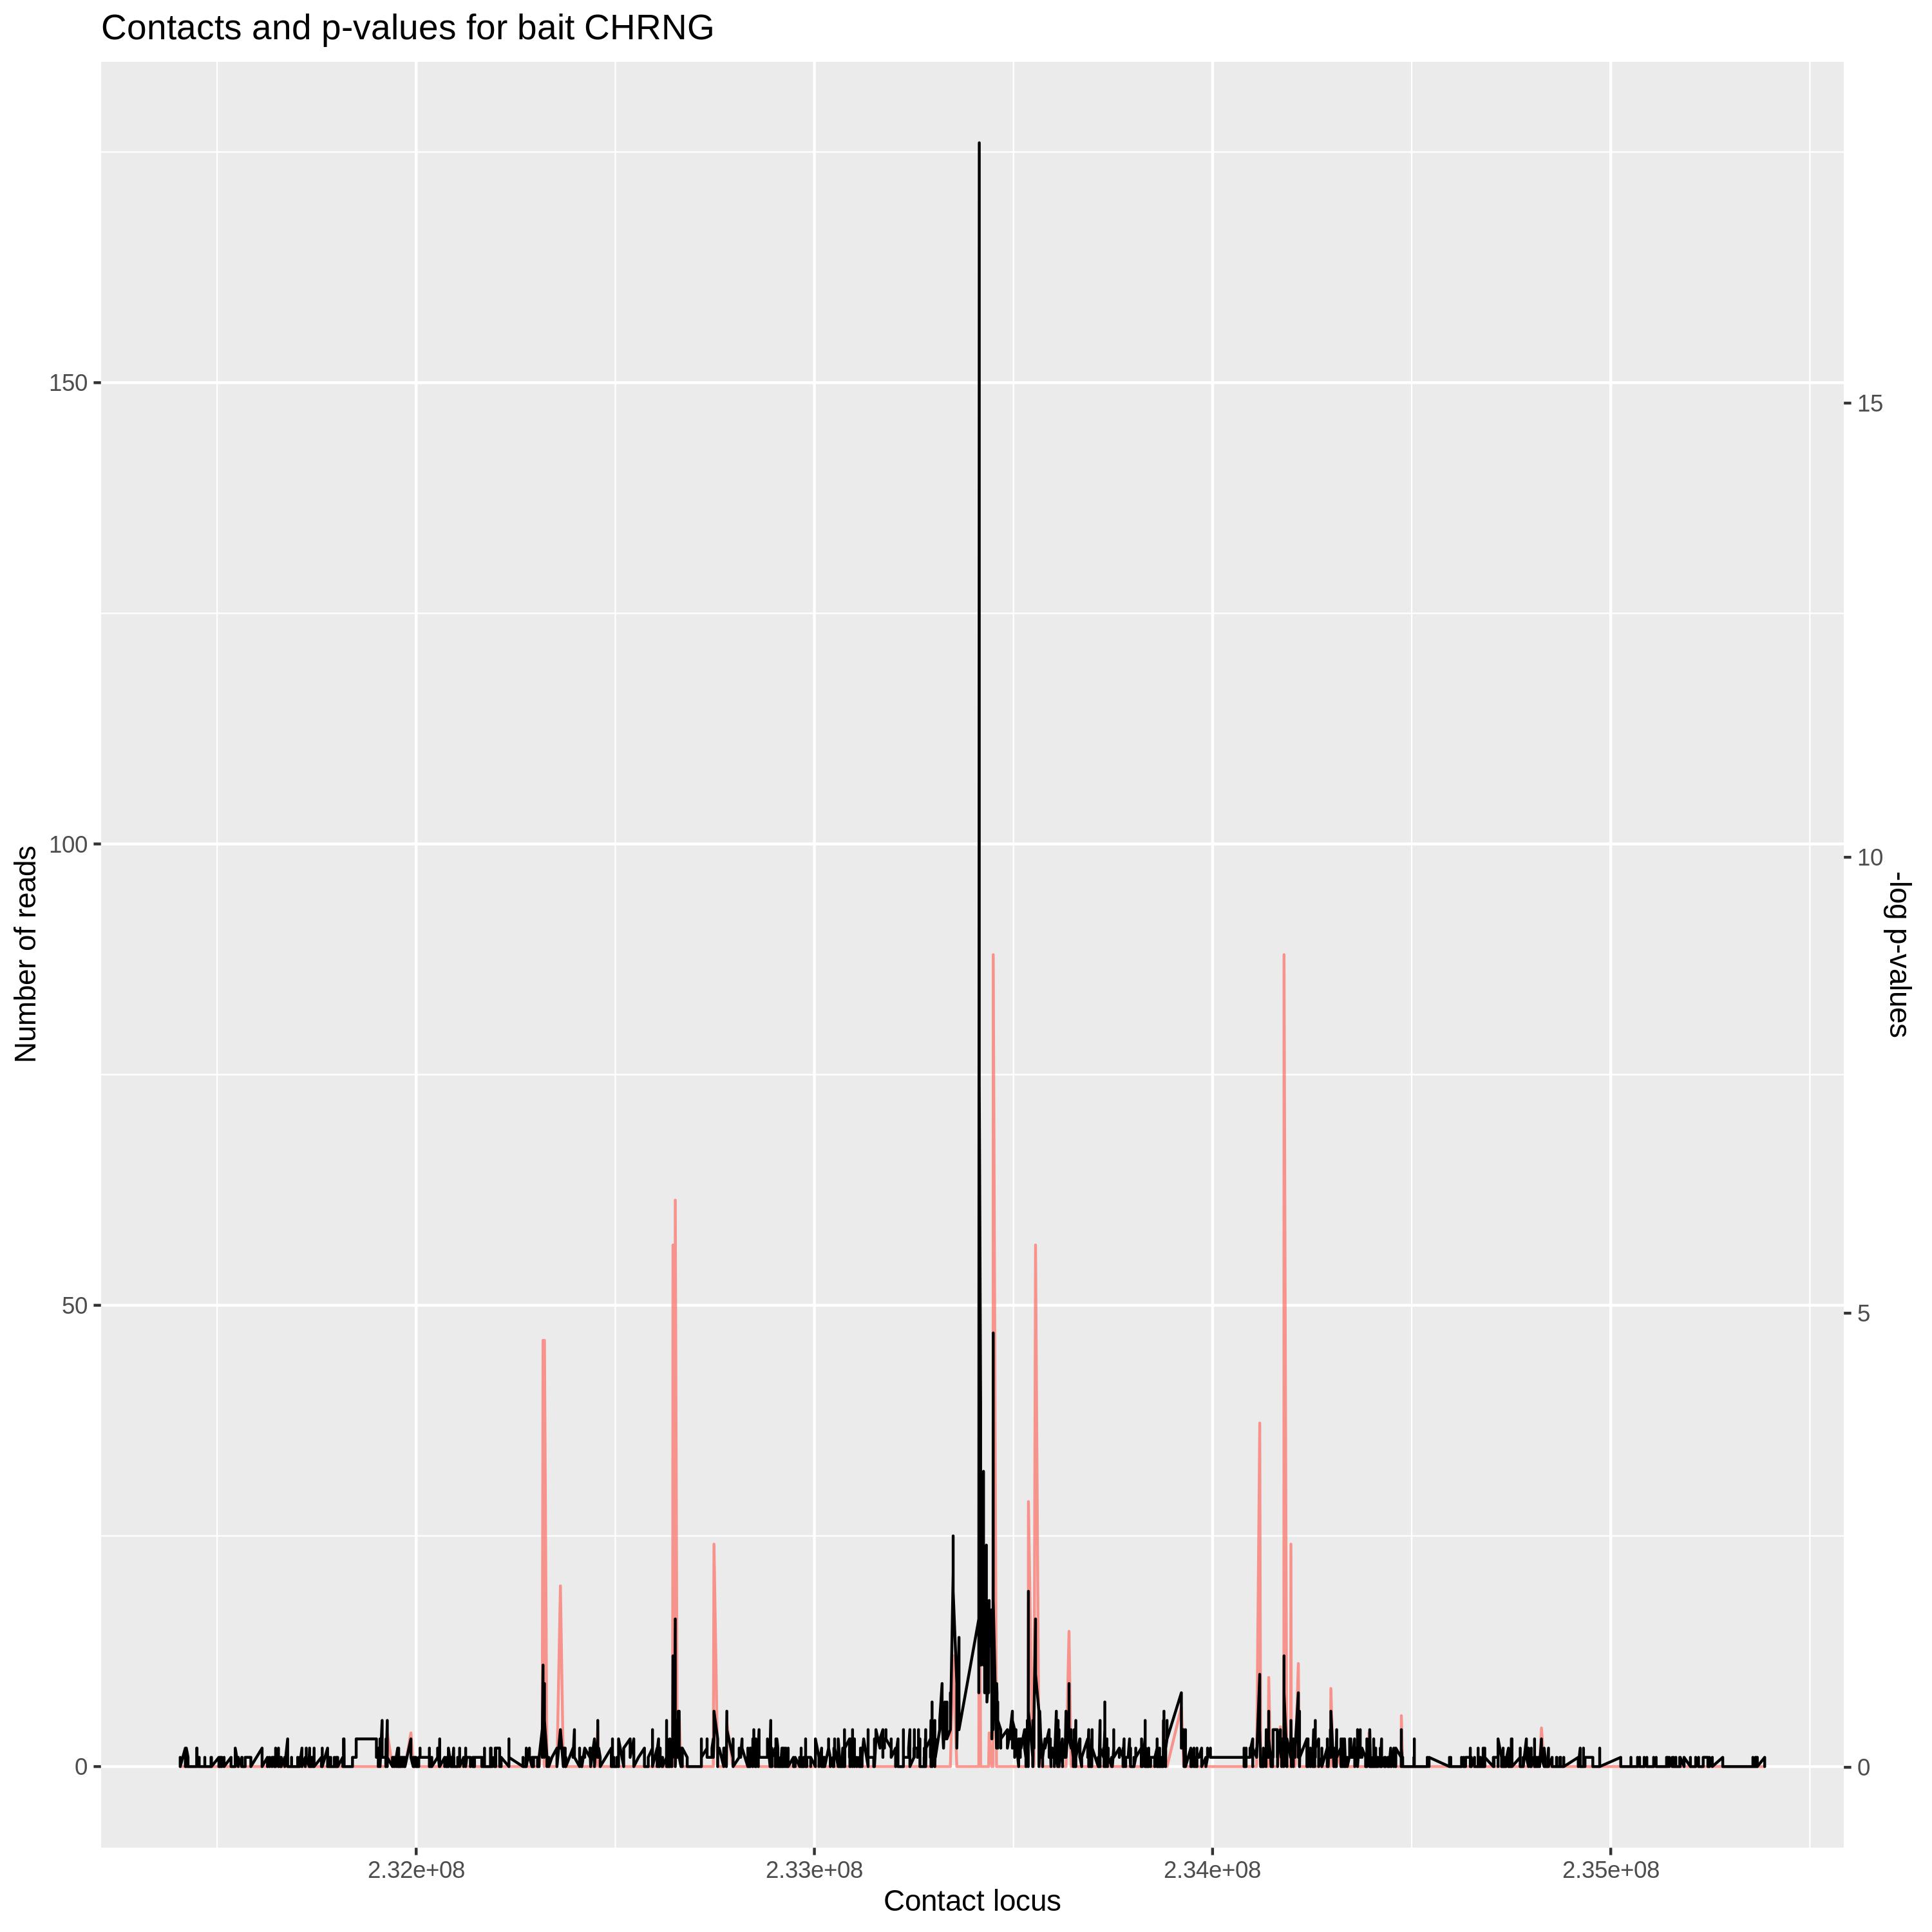 Contacts and p-values for bait CHRNG
150
100
50
0
Number of reads
15
10
5
0
-log p-values
2.32e+08
2.33e+08
2.34e+08
2.35e+08
Contact locus